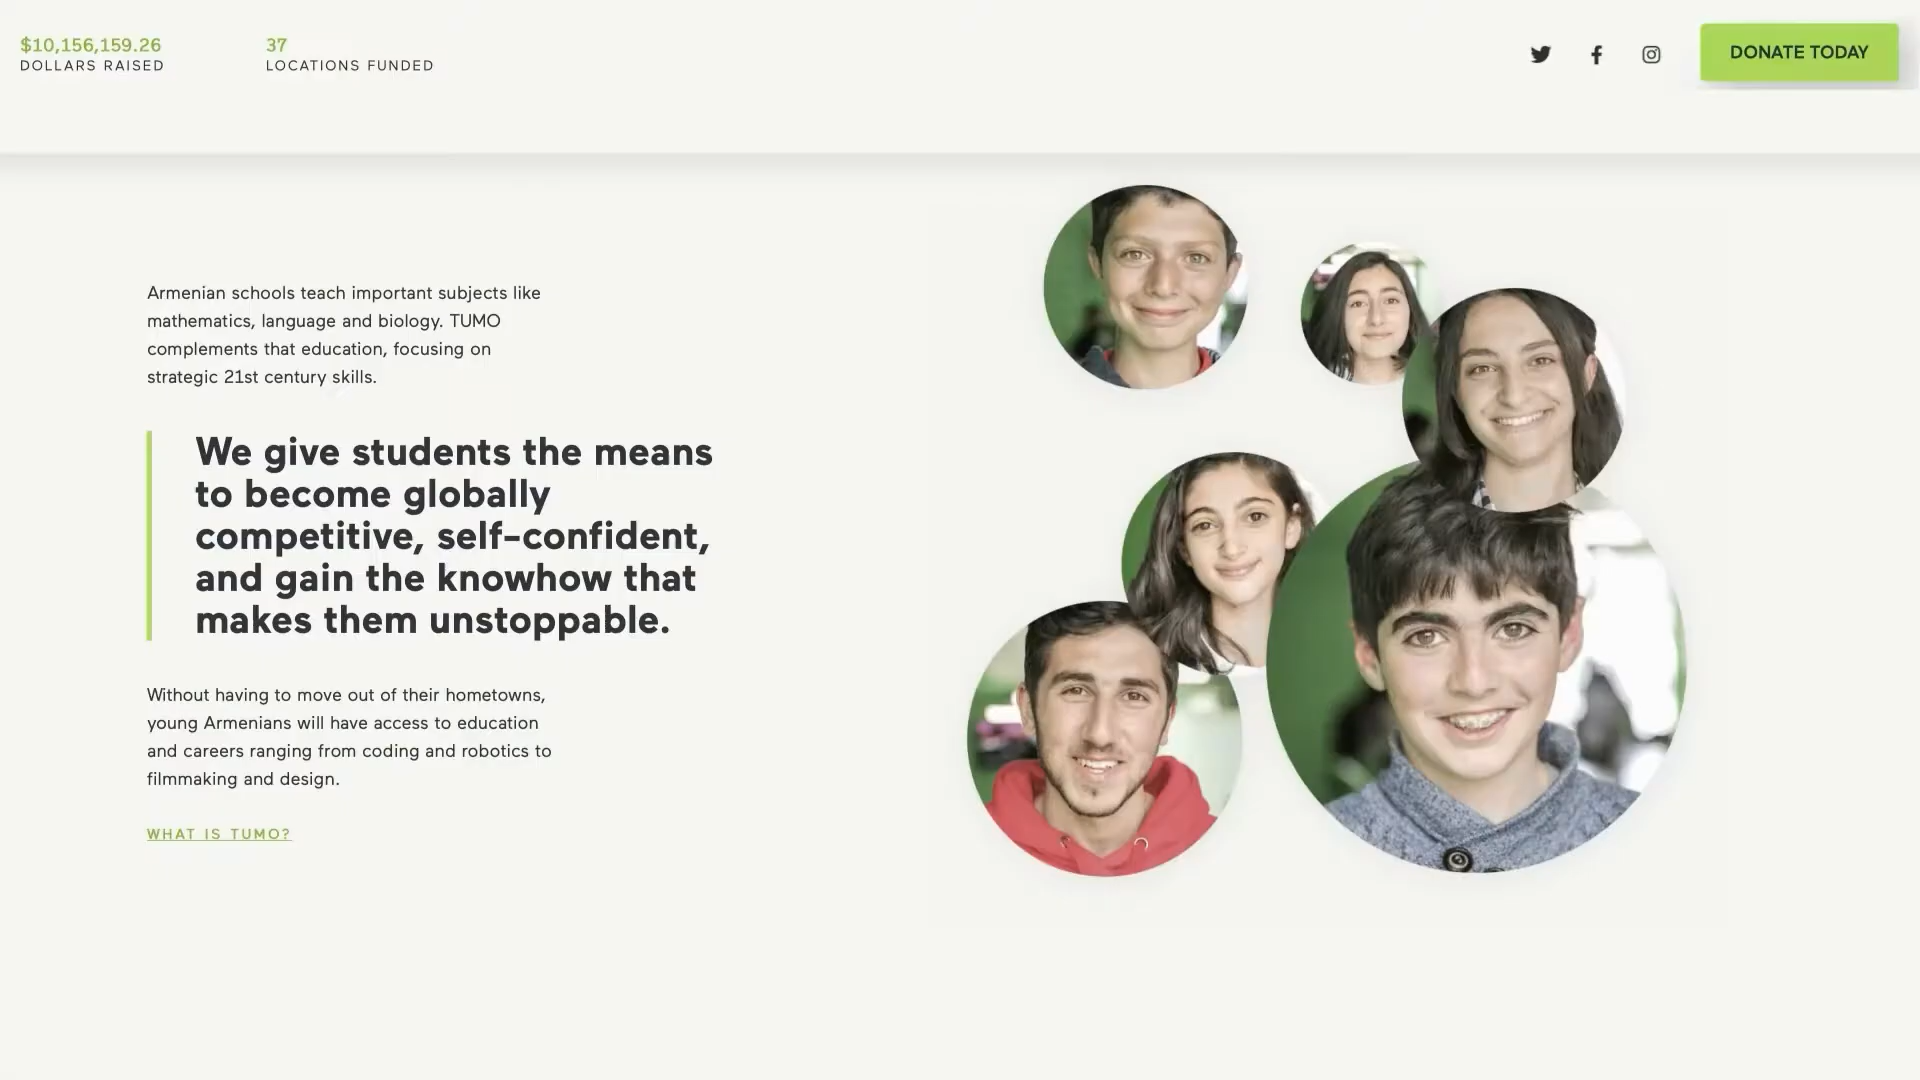 $10,156,159.26
DOLLARS RAISED
37
LOCATIONS FUNDED
DONATE TODAY
Armenian schools teach important subjects like
mathematics, language and biology. TUMO
complements that education, focusing on
strategic 21st century skills.
We give students the means
to become globally
competitive, self-confident,
and gain the knowhow that
makes them unstoppable.
Without having to move out of their hometowns,
young Armenians will have access to education
and careers ranging from coding and robotics to
filmmaking and design.
WHAT IS TUMO?